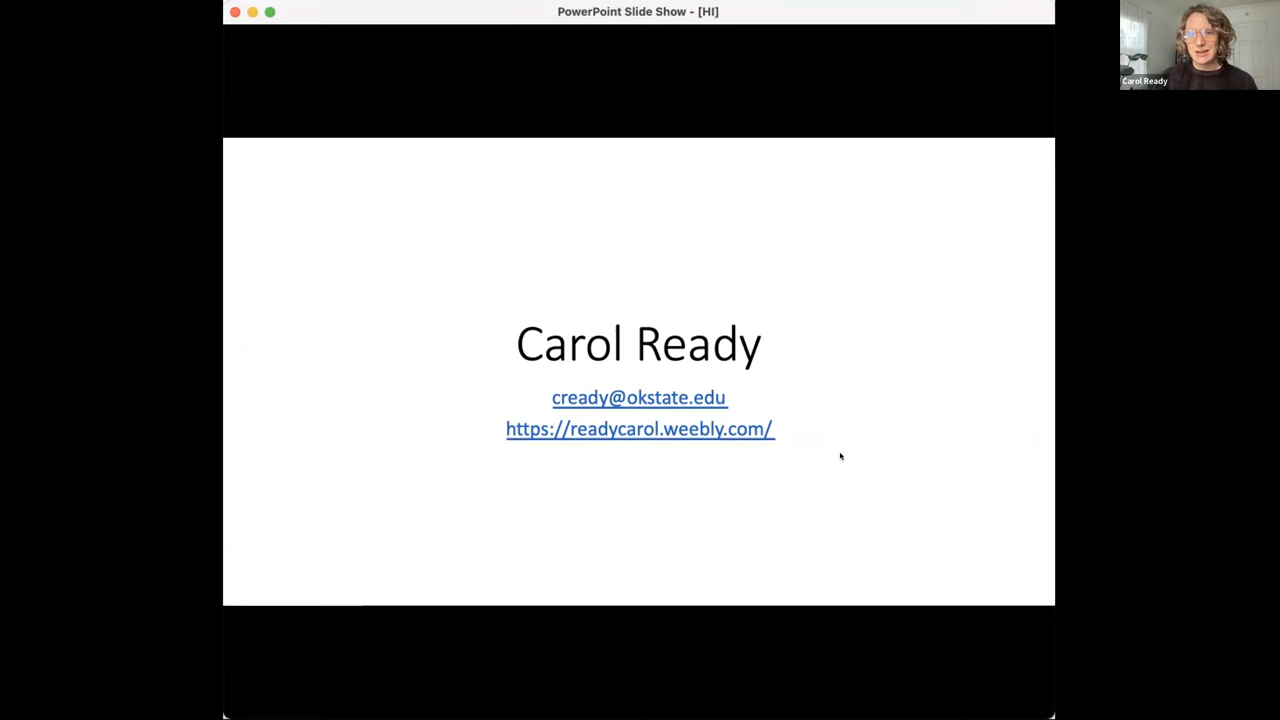 PowerPoint Slide Show - [HI]
Carol Ready
Carol Ready
cready@okstate.edu
https://readycarol.weebly.com/